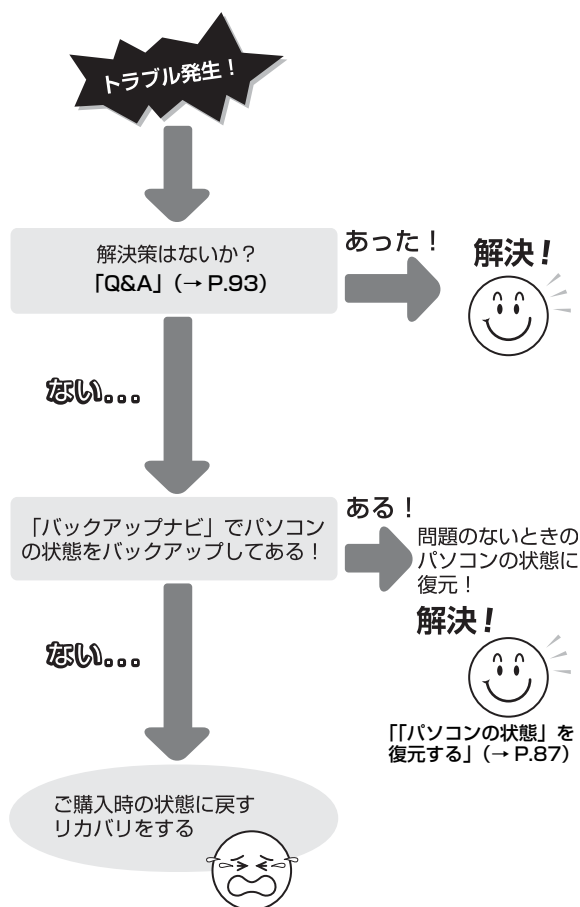 トラブル発生！
解決策はないか？
「Q&A」（→ P.93）
あった！
解決！
ない...
「バックアップナビ」でパソコン
の状態をバックアップしてある！
ある！
問題のないときの
パソコンの状態に
復元！
解決！
「「パソコンの状態」を
復元する」（→ P.87）
ない...
ご購入時の状態に戻す
リカバリをする